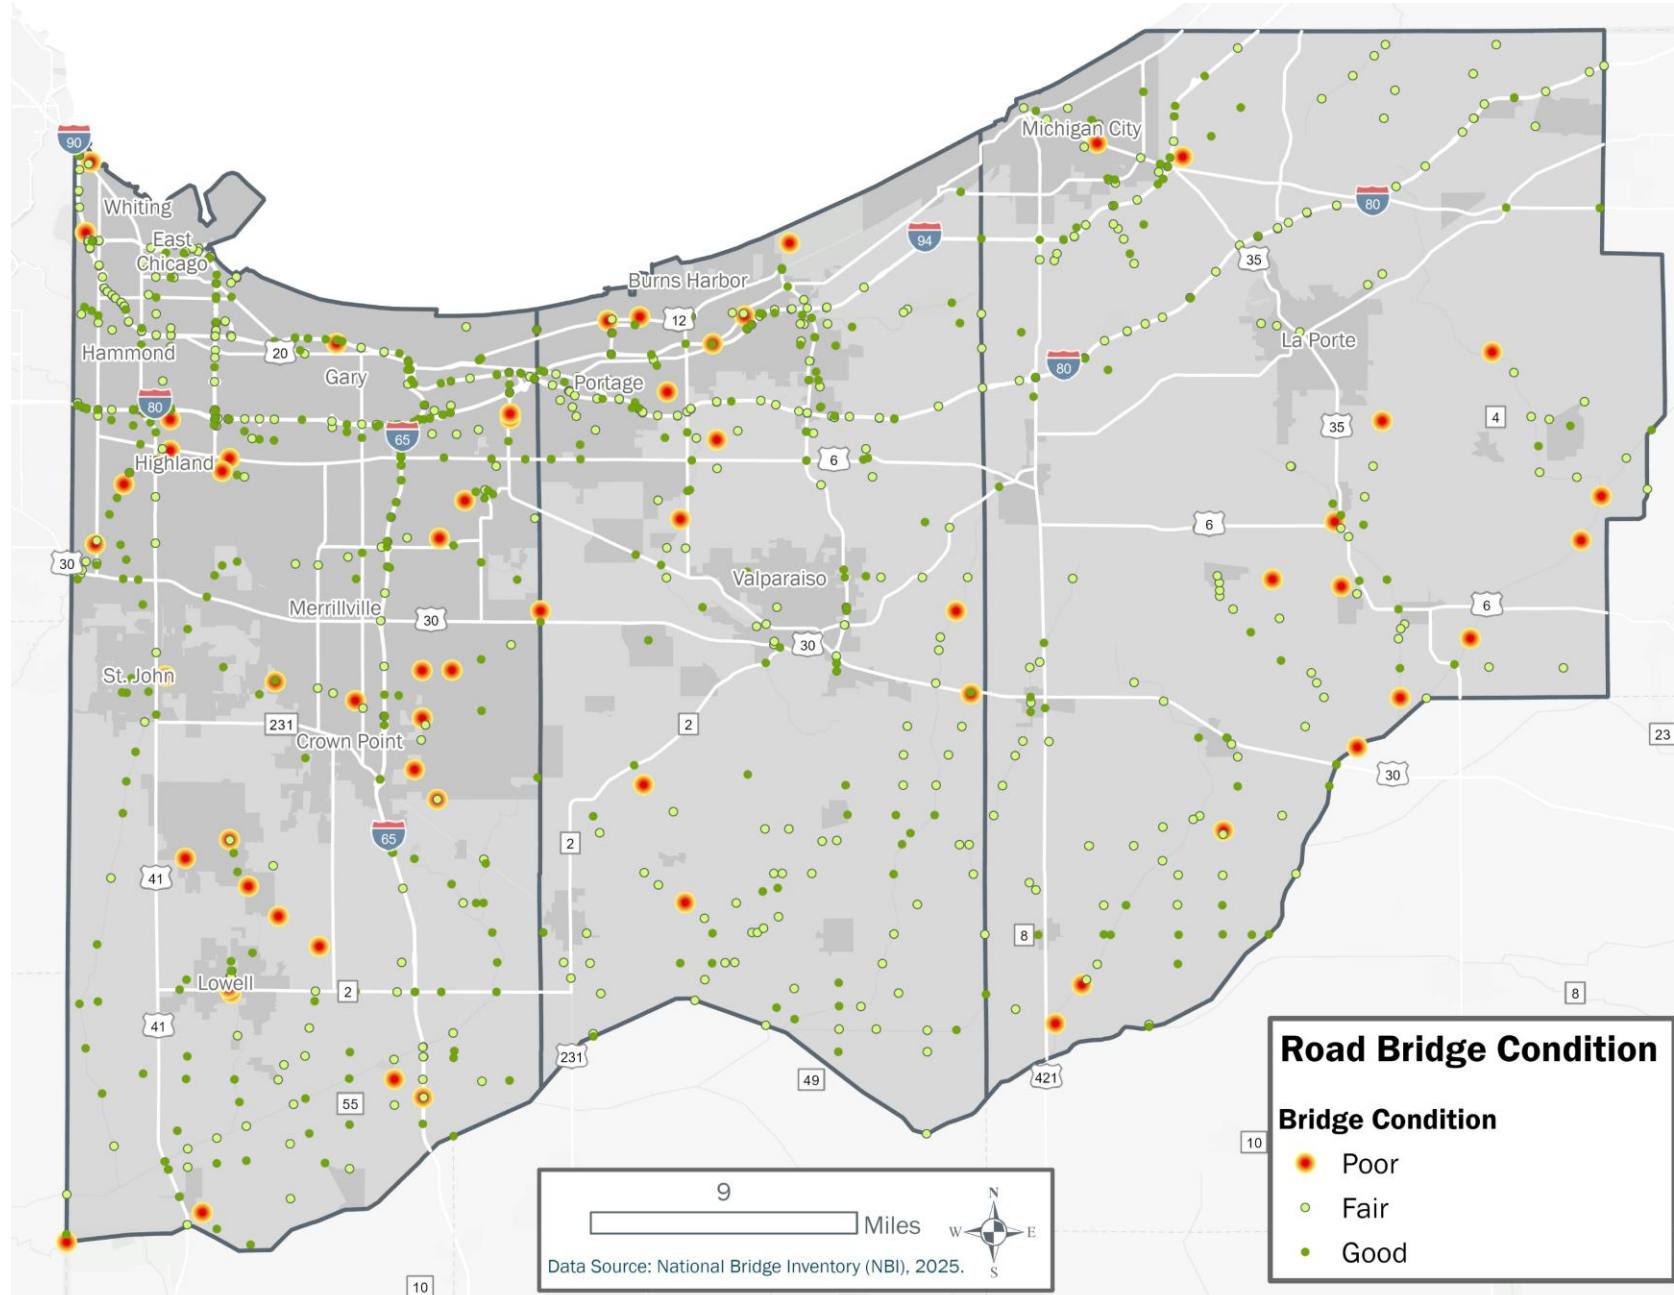 90
Whiting
East
Chicago
Hammond
20
Gary
80
65
Highland
30
Merrillville
30
St. John
231
Crown Point
65
41
Lowell
2
41
55
10
Burns Harbor
12
Portage
94
6
Valparaiso
30
2
2
231
49
Michigan City
80
35
La Porte
80
35
4
6
6
23
30
8
8
421
10
Road Bridge Condition
Bridge Condition
Poor
Fair
Good
9
Miles
N
W
E
S
Data Source: National Bridge Inventory (NBI), 2025.